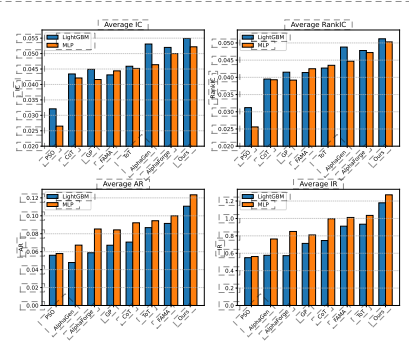 Average IC
LightGBM
MLP
0.055
0.050
0.045
0.040
0.035
0.030
0.025
0.020
IC
PSO
CoT
GP
FAMA
ToT
AlphaGen
AlphaForge
Ours
Average RankIC
LightGBM
MLP
0.050
0.045
0.040
0.035
0.030
0.025
0.020
RankIC
PSO
CoT
GP
FAMA
ToT
AlphaGen
AlphaForge
Ours
Average AR
LightGBM
MLP
0.12
0.10
0.08
0.06
0.04
0.02
0.00
AR
PSO
AlphaGen
AlphaForge
GP
CoT
ToT
FAMA
Ours
Average IR
LightGBM
MLP
1.2
1.0
0.8
0.6
0.4
0.2
0.0
IR
PSO
AlphaGen
AlphaForge
GP
CoT
FAMA
ToT
Ours